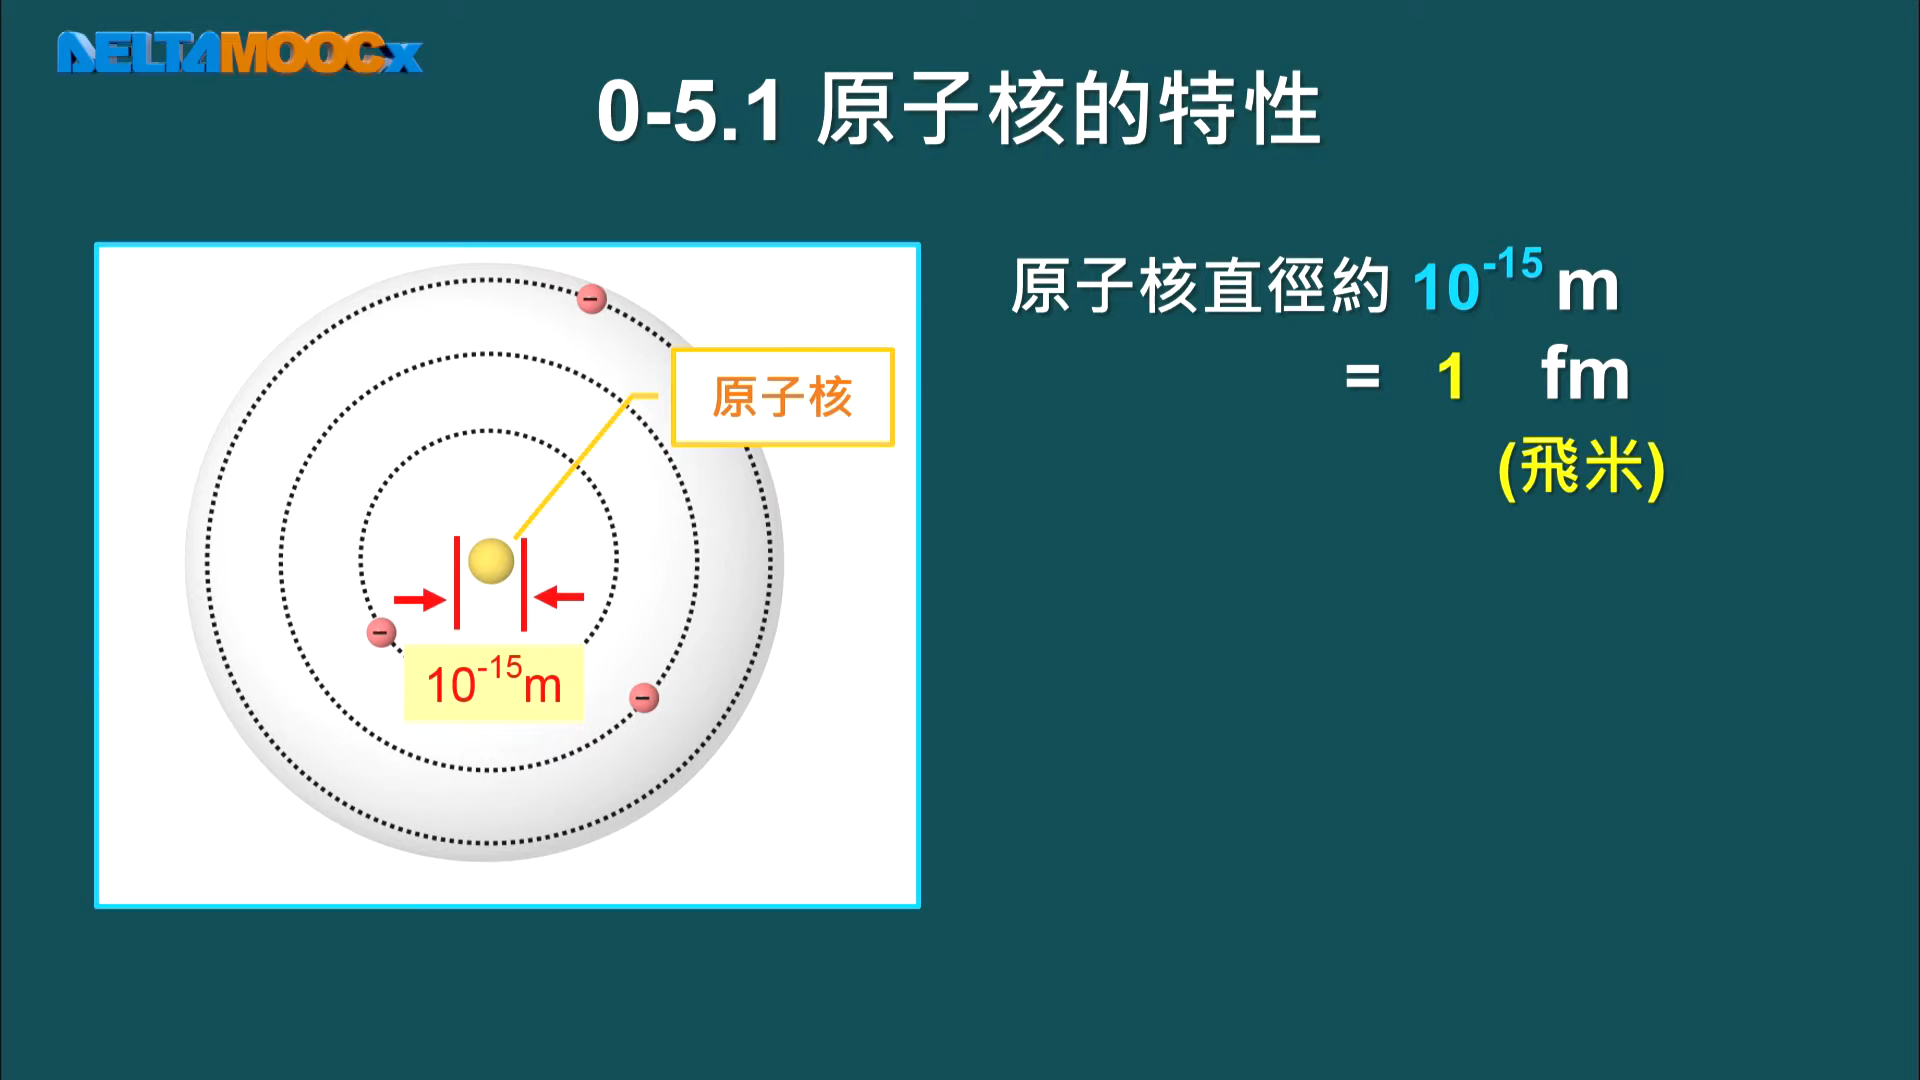 DELTAMOOCx
0-5.1 原子核的特性
原子核
10⁻¹⁵m
原子核直徑約 10⁻¹⁵ m
= 1 fm
(飛米)